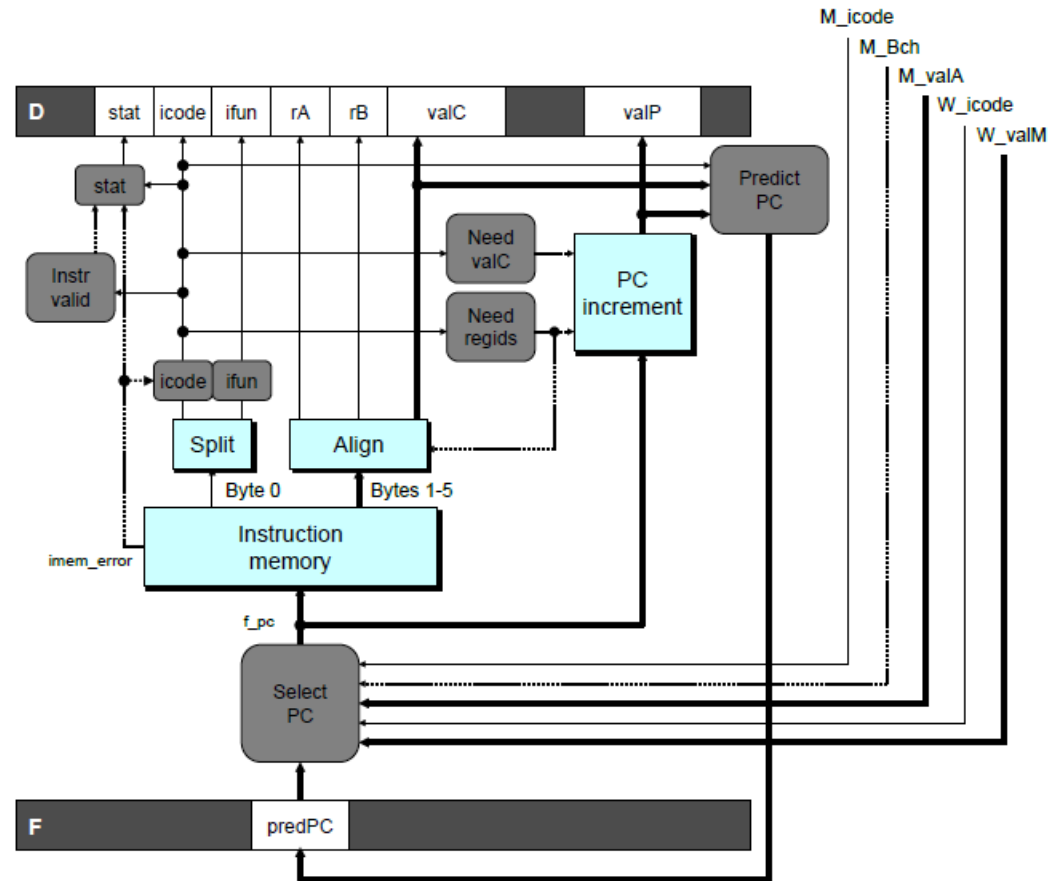 M_icode
M_Bch
M_valA
W_icode
W_valM
D
stat
icode
ifun
rA
rB
valC
valP
stat
Predict
PC
Instr
valid
Need
valC
Need
regids
PC
increment
icode
ifun
Split
Align
Byte 0
Bytes 1-5
Instruction
memory
imem_error
f_pc
Select
PC
F
predPC